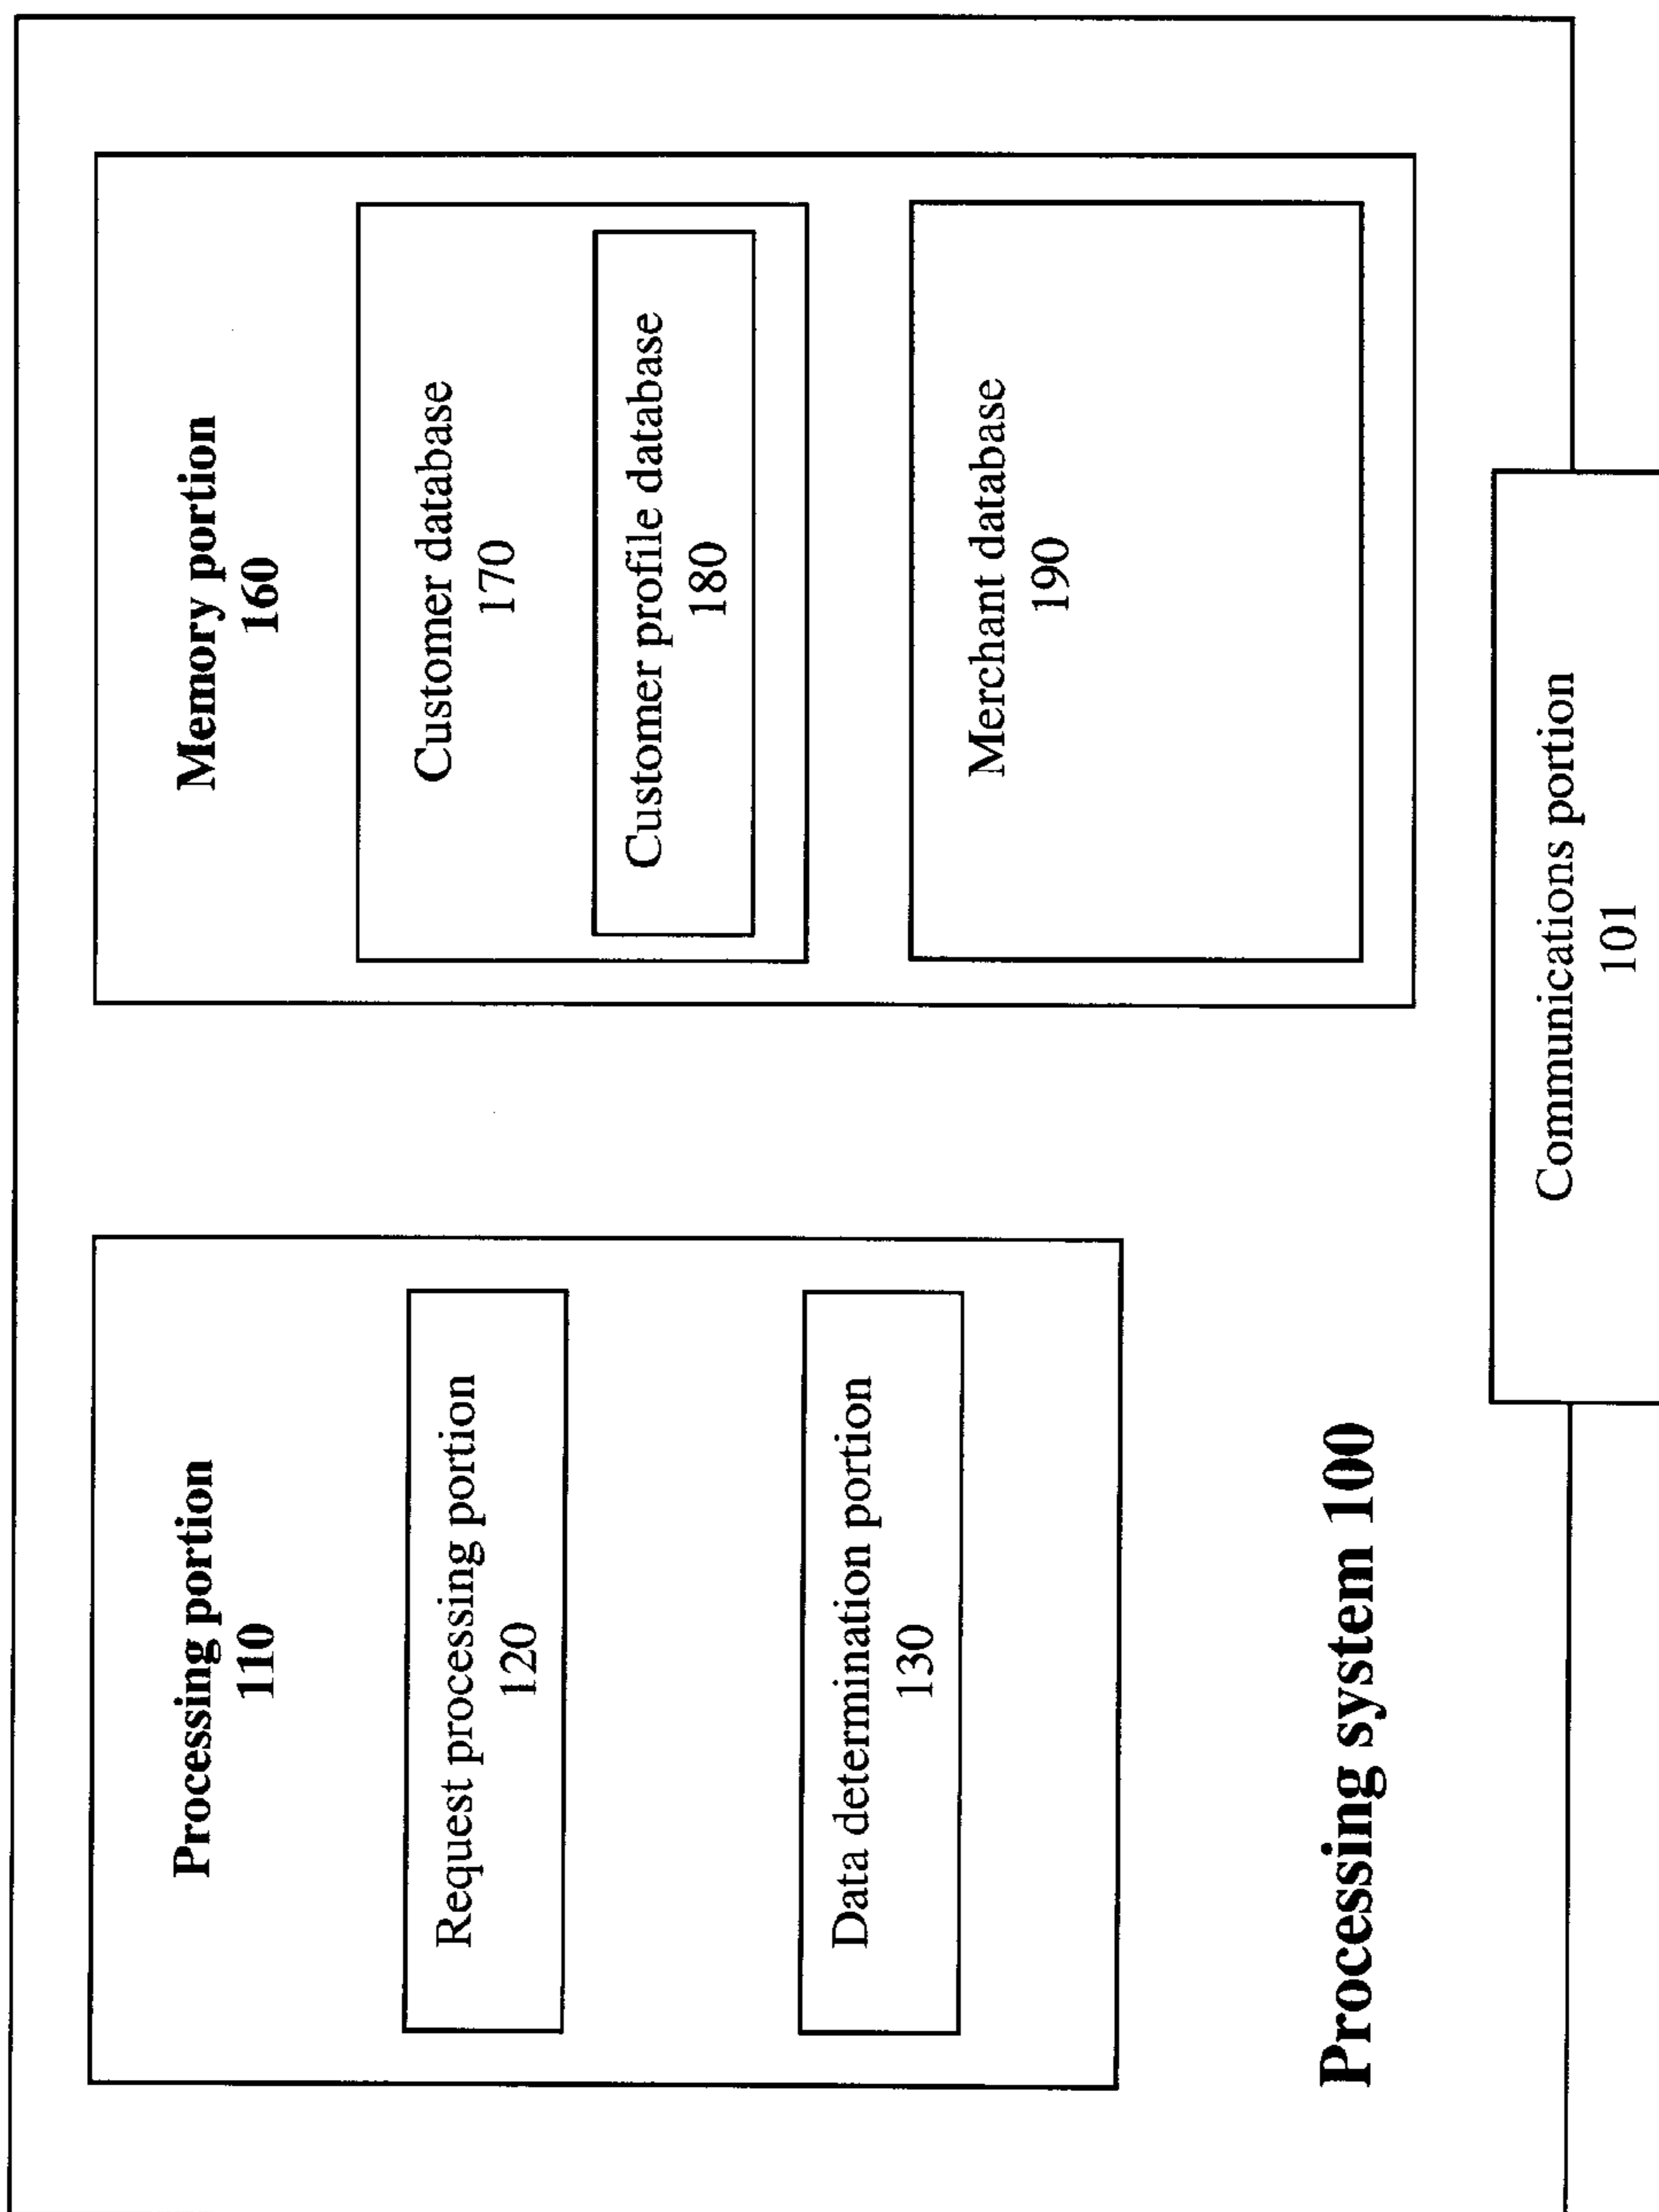 Processing portion
110
Request processing portion
120
Data determination portion
130
Processing system 100
Memory portion
160
Customer database
170
Customer profile database
180
Merchant database
190
Communications portion
101